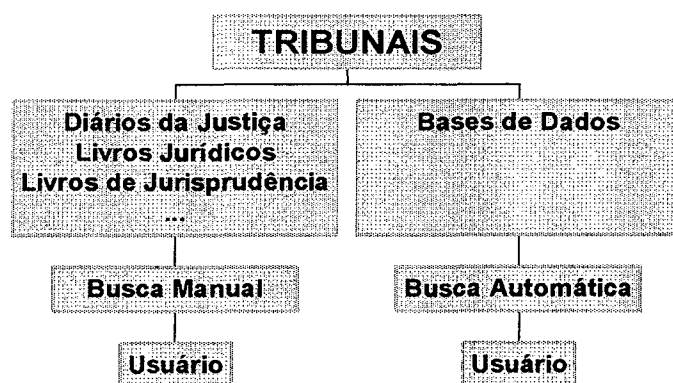 TRIBUNAIS
Diários da Justiça
Livros Jurídicos
Livros de Jurisprudência
...
Bases de Dados
Busca Manual
Busca Automática
Usuário
Usuário